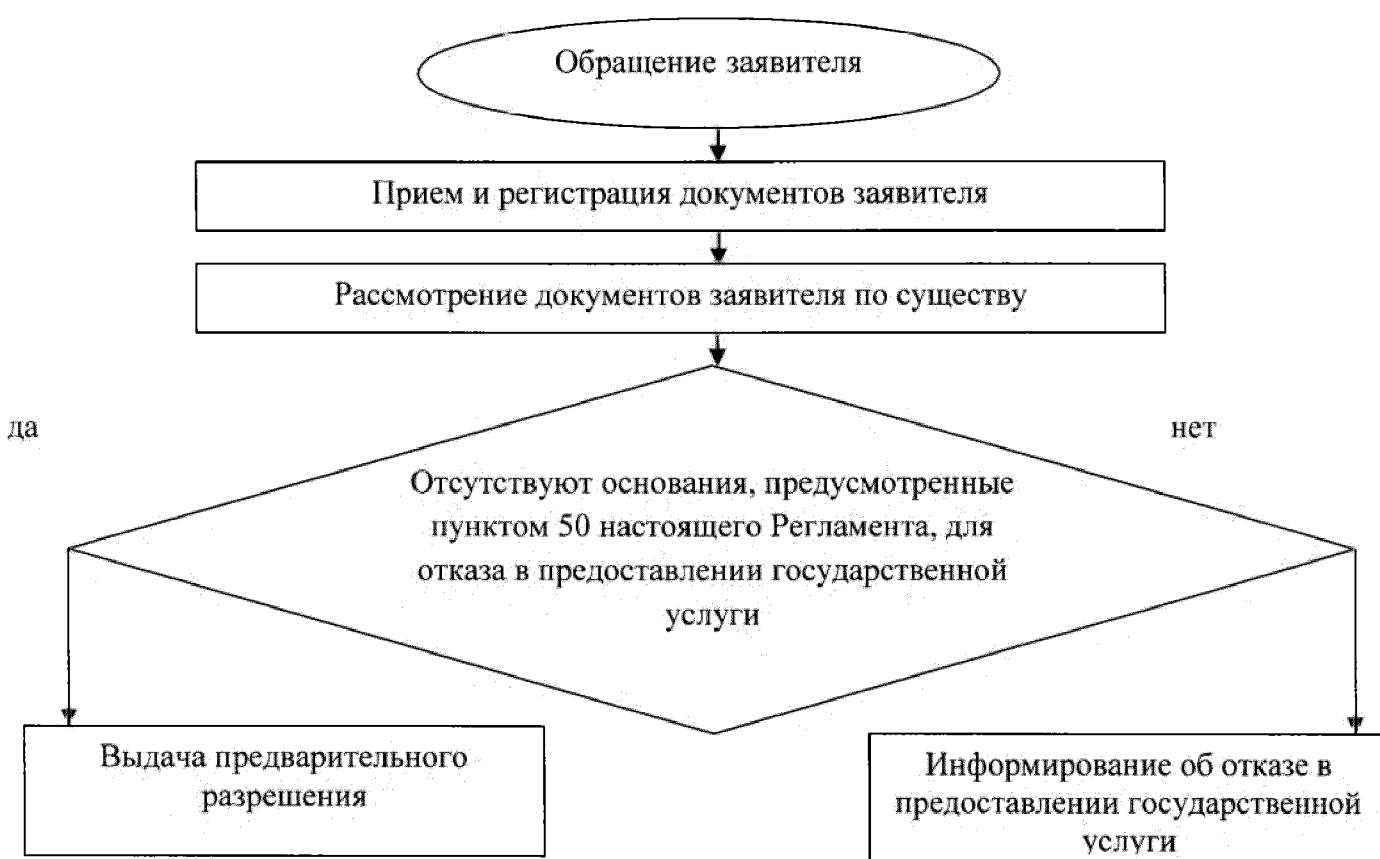 Обращение заявителя
Прием и регистрация документов заявителя
Рассмотрение документов заявителя по существу
да
нет
Отсутствуют основания, предусмотренные
пунктом 50 настоящего Регламента, для
отказа в предоставлении государственной
услуги
Выдача предварительного
разрешения
Информирование об отказе в
предоставлении государственной
услуги